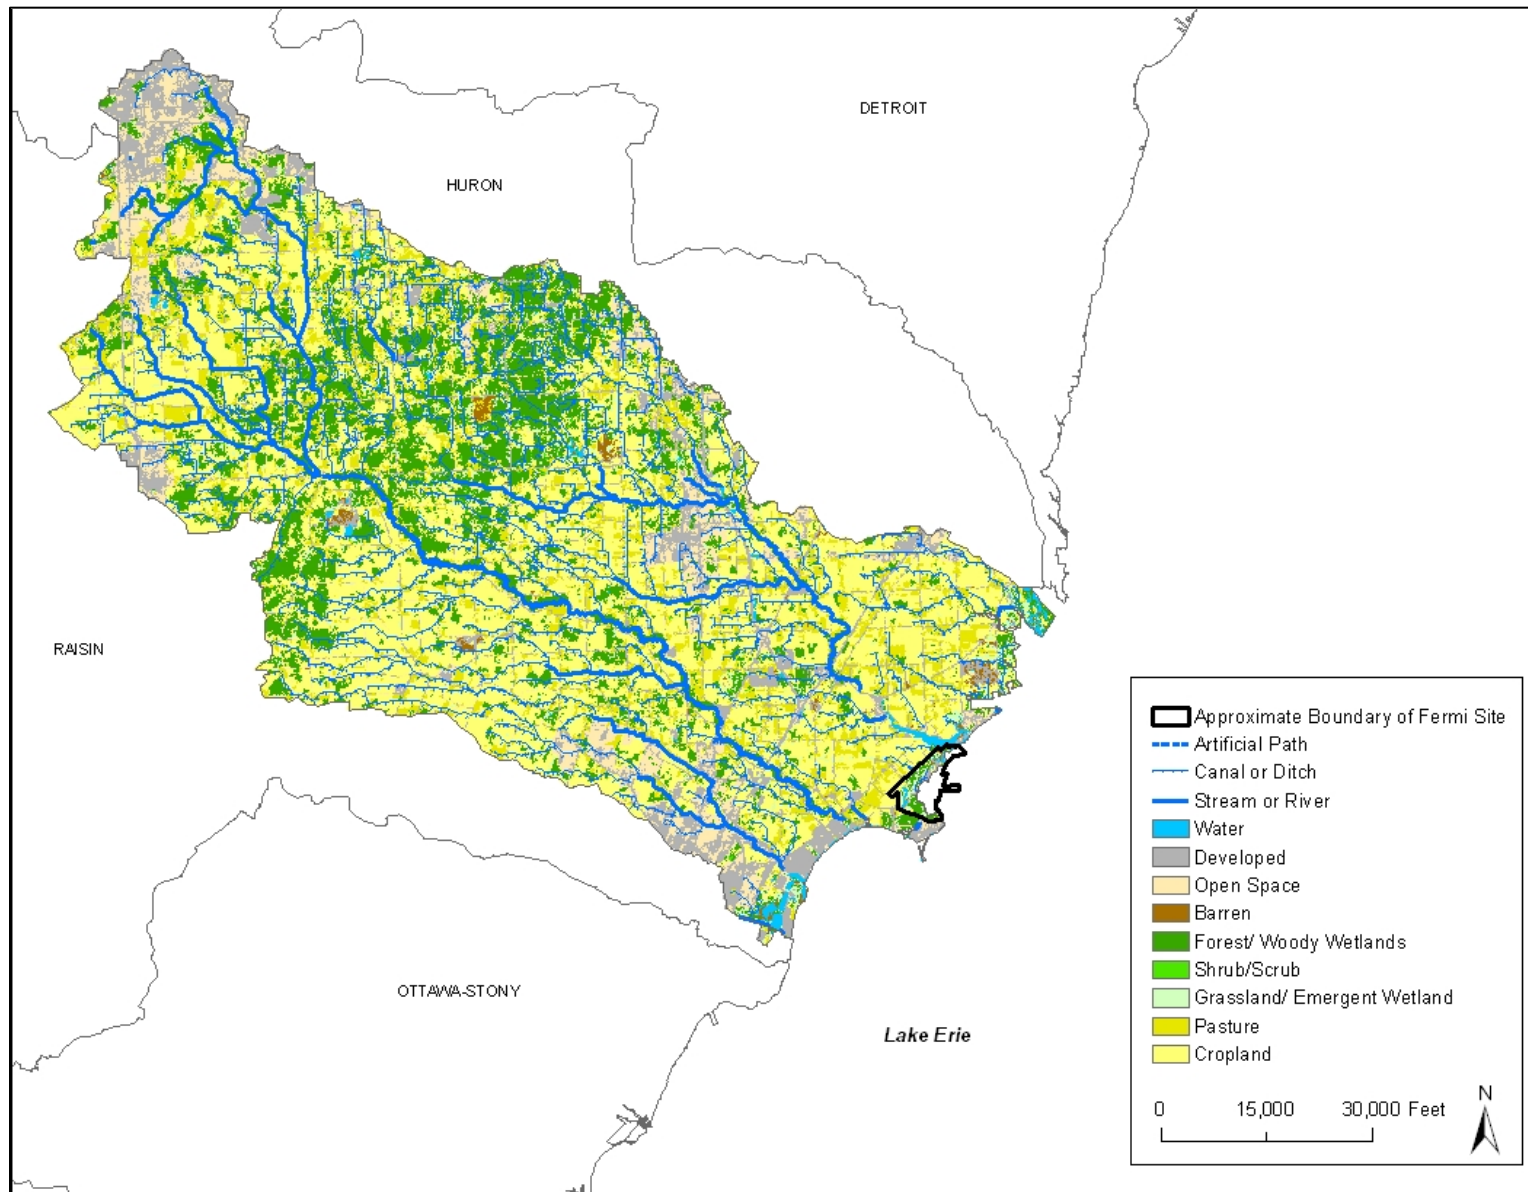 DETROIT
HURON
RAISIN
OTTAWA-STONY
Lake Erie
Approximate Boundary of Fermi Site
Artificial Path
Canal or Ditch
Stream or River
Water
Developed
Open Space
Barren
Forest/ Woody Wetlands
Shrub/Scrub
Grassland/ Emergent Wetland
Pasture
Cropland
N
0 15,000 30,000 Feet